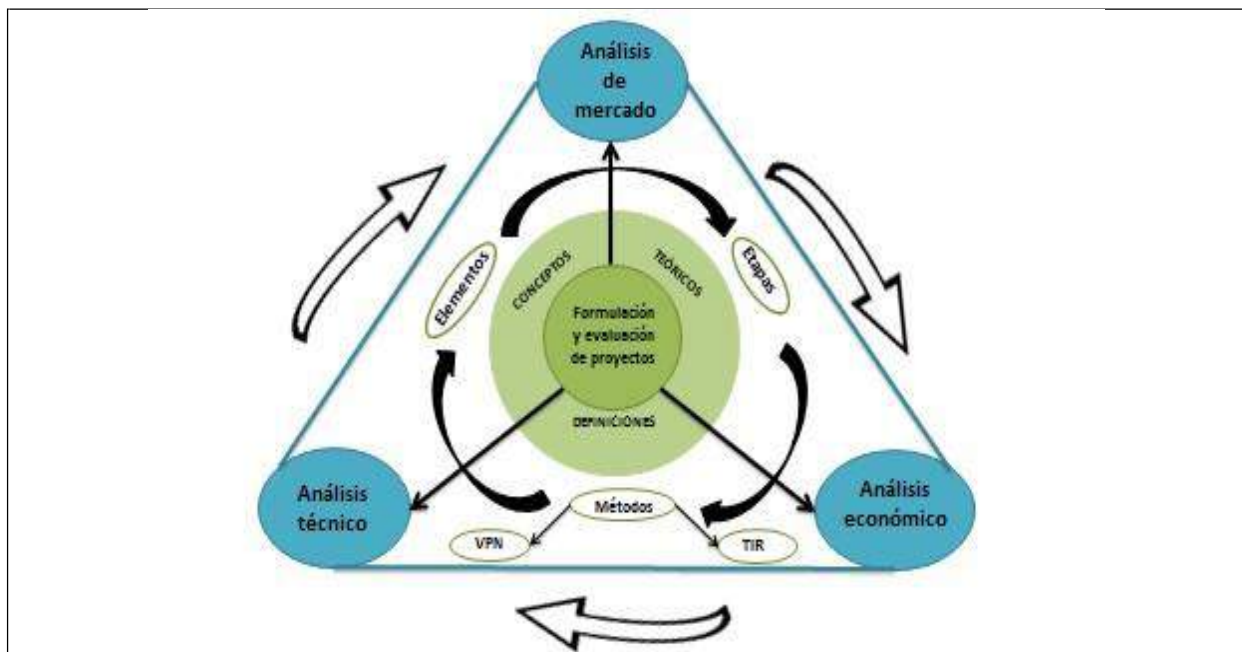 Análisis
de
mercado
Elementos
CONCEPTOS
TEÓRICOS
Etapas
Formulación
y evaluación
de proyectos
DEFINICIONES
Análisis
técnico
Métodos
VPN
TIR
Análisis
económico